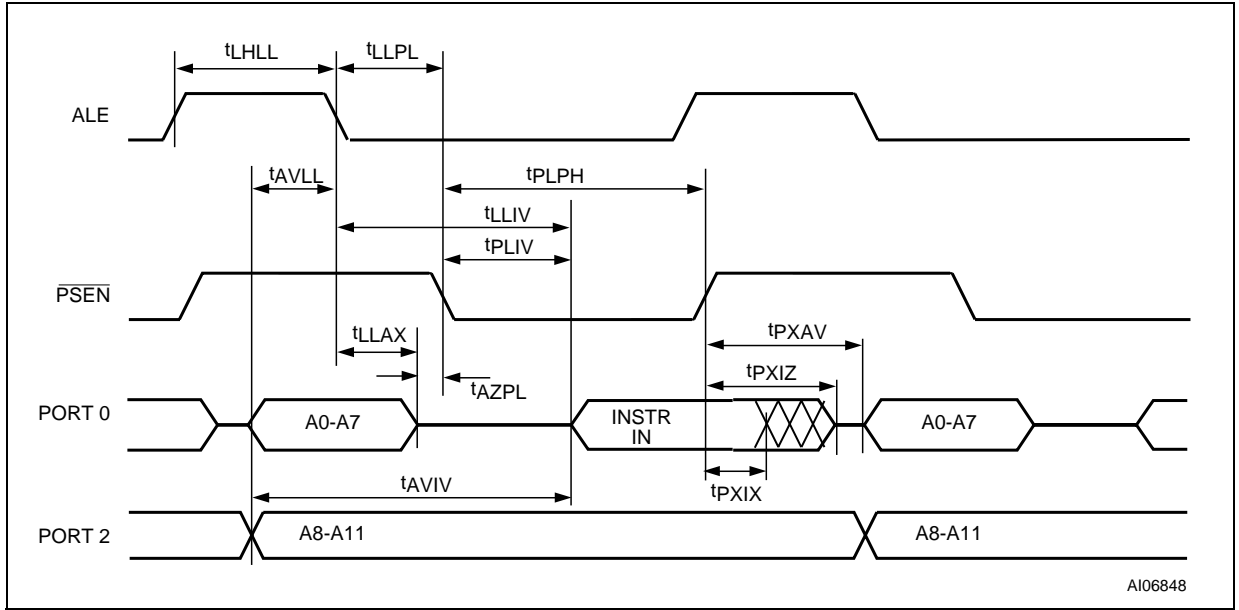 tLHLL
tLLPL
ALE
tAVLL
tPLPH
tLLIV
tPLIV
PSEN
tLLAX
tPXAV
tAZPL
tPXIZ
PORT 0
A0-A7
INSTR
IN
A0-A7
tAVIV
tPXIX
PORT 2
A8-A11
A8-A11
AI06848